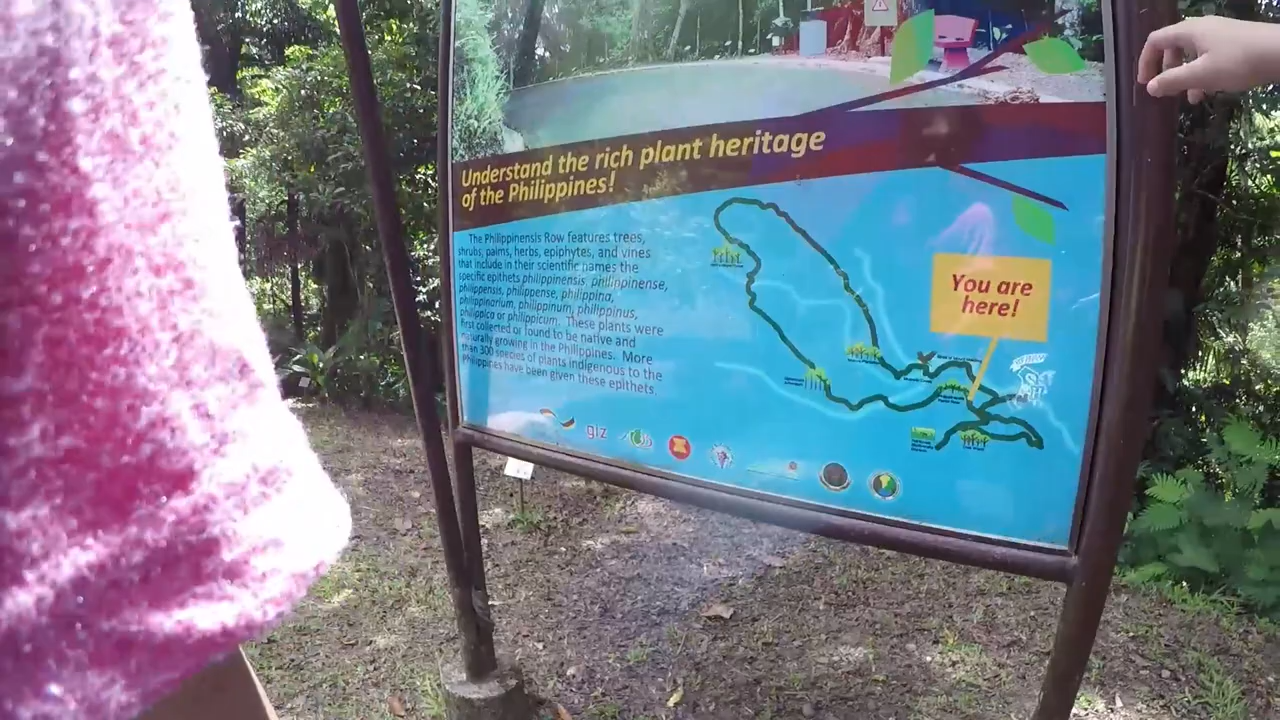 Understand the rich plant heritage
of the Philippines!
The Philippinensis Row features trees,
shrubs, palms, herbs, epiphytes, and vines
that include in their scientific names the
specific epithets philippinensis philippinense,
philippensis, philippense, philippina,
philippinarium, philippinum, philippinus,
philippica or philippicum. These plants were
first collected or found to be native and
naturally growing in the Philippines. More
than 300 species of plants indigenous to the
Philippines have been given these epithets.
You are
here!
giz